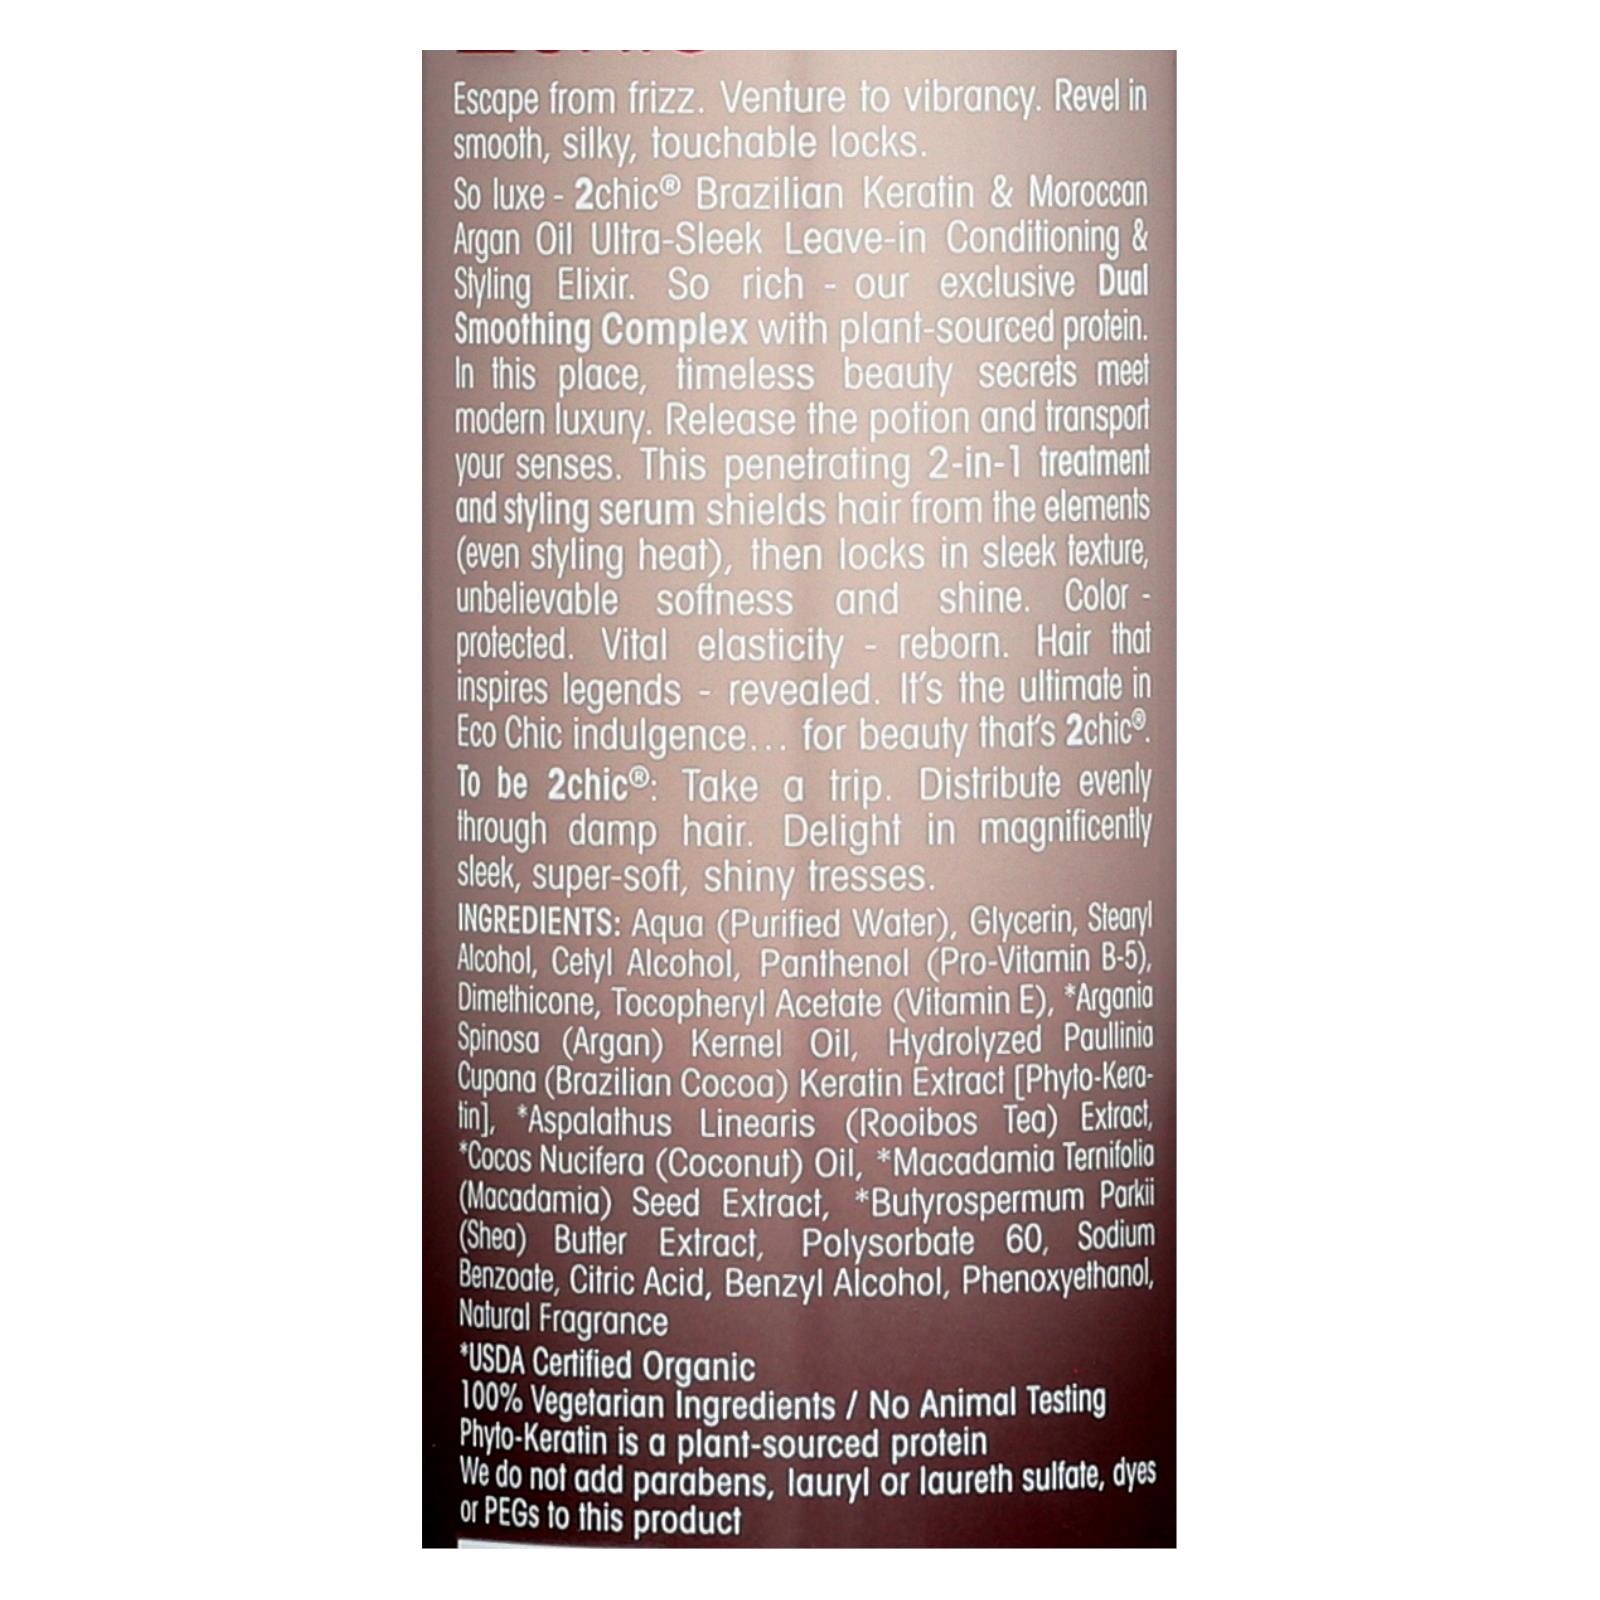 Escape from frizz. Venture to vibrancy. Revel in
smooth, silky, touchable locks.
So luxe - 2chic® Brazilian Keratin & Moroccan
Argan Oil Ultra-Sleek Leave-in Conditioning &
Styling Elixir. So rich - our exclusive Dual
Smoothing Complex with plant-sourced protein.
In this place, timeless beauty secrets meet
modern luxury. Release the potion and transport
your senses. This penetrating 2-in-1 treatment
and styling serum shields hair from the elements
(even styling heat), then locks in sleek texture,
unbelievable softness and shine. Color -
protected. Vital elasticity - reborn. Hair that
inspires legends - revealed. It's the ultimate in
Eco Chic indulgence... for beauty that's 2chic®.
To be 2chic®: Take a trip. Distribute evenly
through damp hair. Delight in magnificently
sleek, super-soft, shiny tresses.
INGREDIENTS: Aqua (Purified Water), Glycerin, Stearyl
Alcohol, Cetyl Alcohol, Panthenol (Pro-Vitamin B-5),
Dimethicone, Tocopheryl Acetate (Vitamin E), *Argania
Spinosa (Argan) Kernel Oil, Hydrolyzed Paullinia
Cupana (Brazilian Cocoa) Keratin Extract [Phyto-Kera-
tin], *Aspalathus Linearis (Rooibos Tea) Extract,
*Cocos Nucifera (Coconut) Oil, *Macadamia Ternifolia
(Macadamia) Seed Extract, *Butyrospermum Parkii
(Shea) Butter Extract, Polysorbate 60, Sodium
Benzoate, Citric Acid, Benzyl Alcohol, Phenoxyethanol,
Natural Fragrance
*USDA Certified Organic
100% Vegetarian Ingredients / No Animal Testing
Phyto-Keratin is a plant-sourced protein
We do not add parabens, lauryl or laureth sulfate, dyes
or PEGs to this product